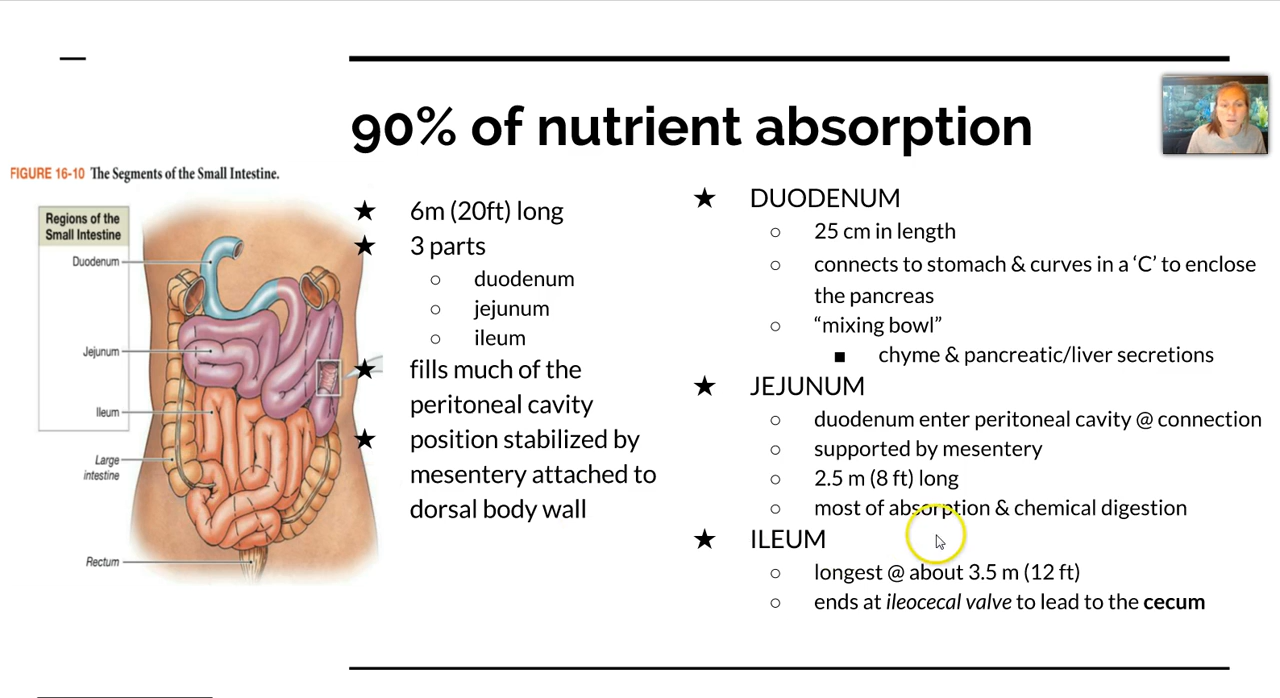 90% of nutrient absorption
FIGURE 16-10 The Segments of the Small Intestine.
Regions of the
Small Intestine
Duodenum
Jejunum
Ileum
Large
intestine
Rectum
★ 6m (20ft) long
★ 3 parts
○ duodenum
○ jejunum
○ ileum
★ fills much of the
peritoneal cavity
★ position stabilized by
mesentery attached to
dorsal body wall
★ DUODENUM
○ 25 cm in length
○ connects to stomach & curves in a ‘C’ to enclose
the pancreas
○ “mixing bowl”
■ chyme & pancreatic/liver secretions
★ JEJUNUM
○ duodenum enter peritoneal cavity @ connection
○ supported by mesentery
○ 2.5 m (8 ft) long
○ most of absorption & chemical digestion
★ ILEUM
○ longest @ about 3.5 m (12 ft)
○ ends at ileocecal valve to lead to the cecum